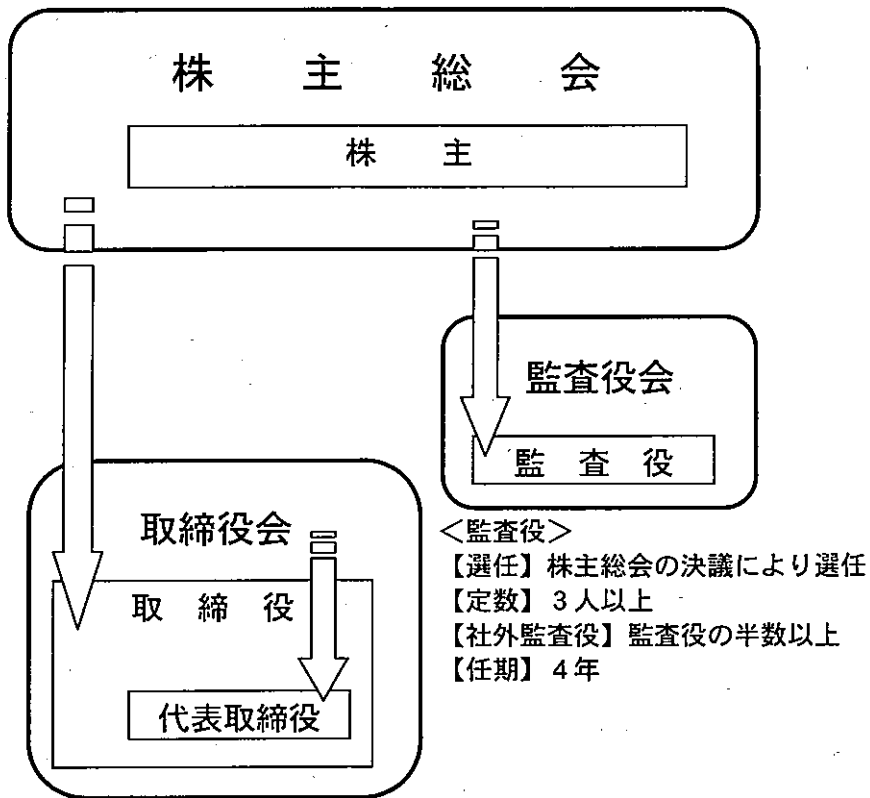 株主総会
株主
監査役会
監査役
取締役会
取締役
代表取締役
＜監査役＞
【選任】株主総会の決議により選任
【定数】３人以上
【社外監査役】監査役の半数以上
【任期】４年